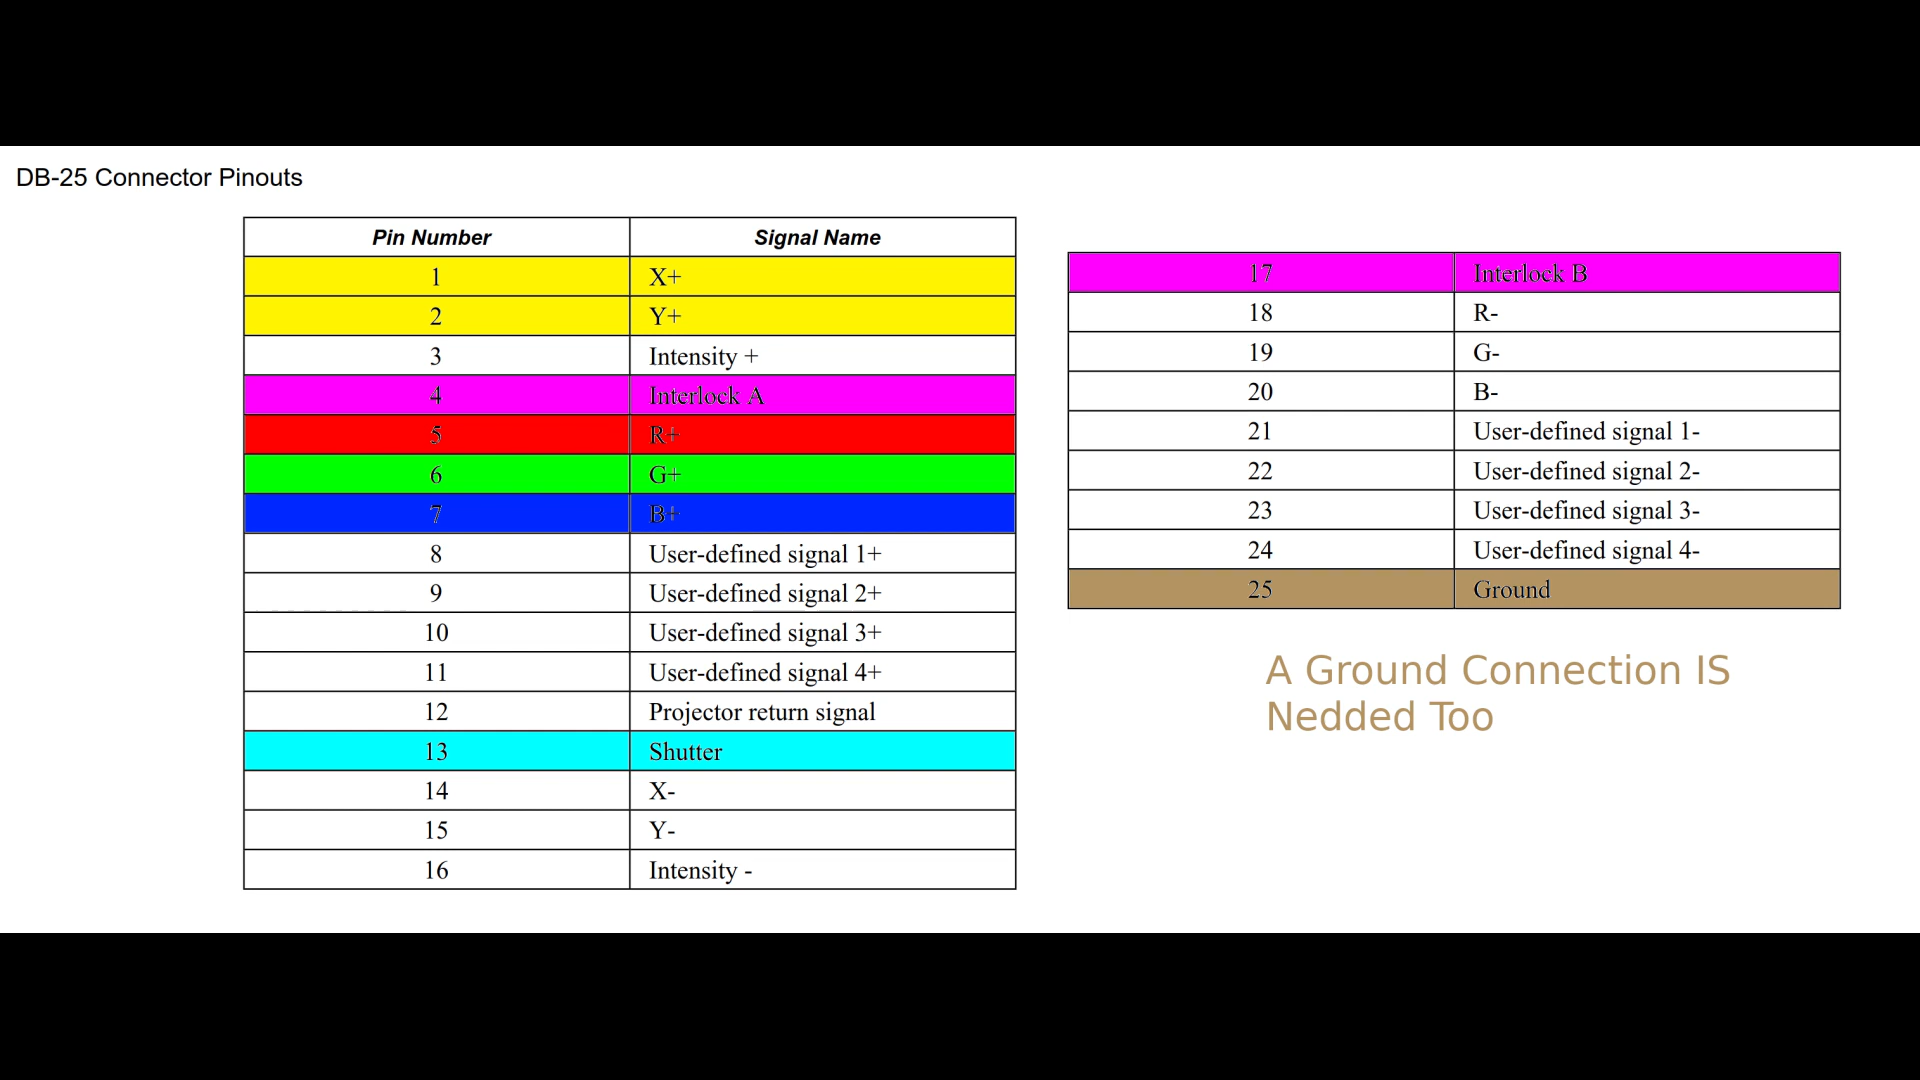 DB-25 Connector Pinouts
Pin Number Signal Name
1 X+
2 Y+
3 Intensity +
4 Interlock A
5 R+
6 G+
7 B+
8 User-defined signal 1+
9 User-defined signal 2+
10 User-defined signal 3+
11 User-defined signal 4+
12 Projector return signal
13 Shutter
14 X-
15 Y-
16 Intensity -
17 Interlock B
18 R-
19 G-
20 B-
21 User-defined signal 1-
22 User-defined signal 2-
23 User-defined signal 3-
24 User-defined signal 4-
25 Ground
A Ground Connection IS
Nedded Too